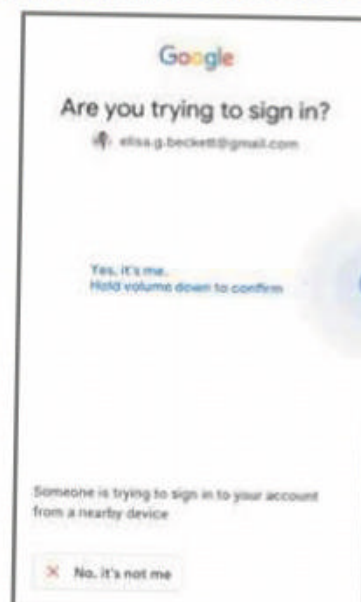 Google
Are you trying to sign in?
elisa.g.beckett@gmail.com
Yes, it's me.
Hold volume down to confirm
Someone is trying to sign in to your account
from a nearby device
No, it's not me